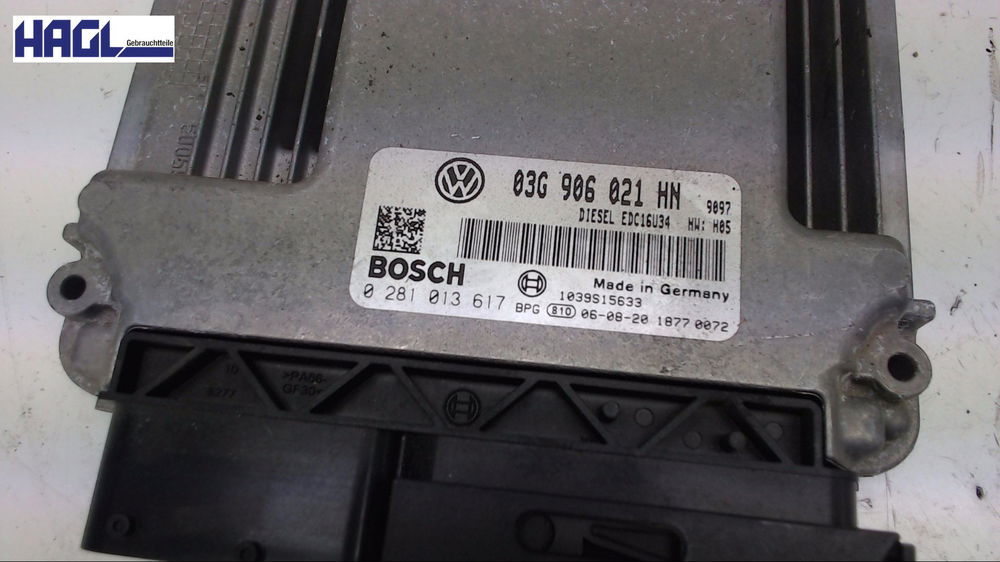 HAGL
Gebrauchtteile
03G 906 021 HN 9097
DIESEL EDC16U34 HW: H05
BOSCH
Made in Germany
1039S15633
0 281 013 617 BPG 810 06-08-20 1877 0072
10
>PA66-
GF30<